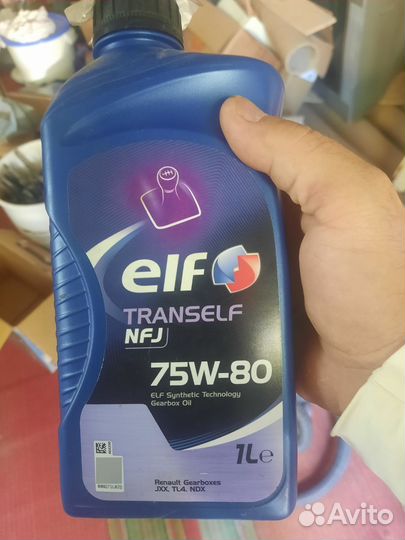 elf
TRANSELF
NFJ
75W-80
ELF Synthetic Technology
Gearbox Oil
1Le
Renault Gearboxes
JXX, TL4, NDX
Avito